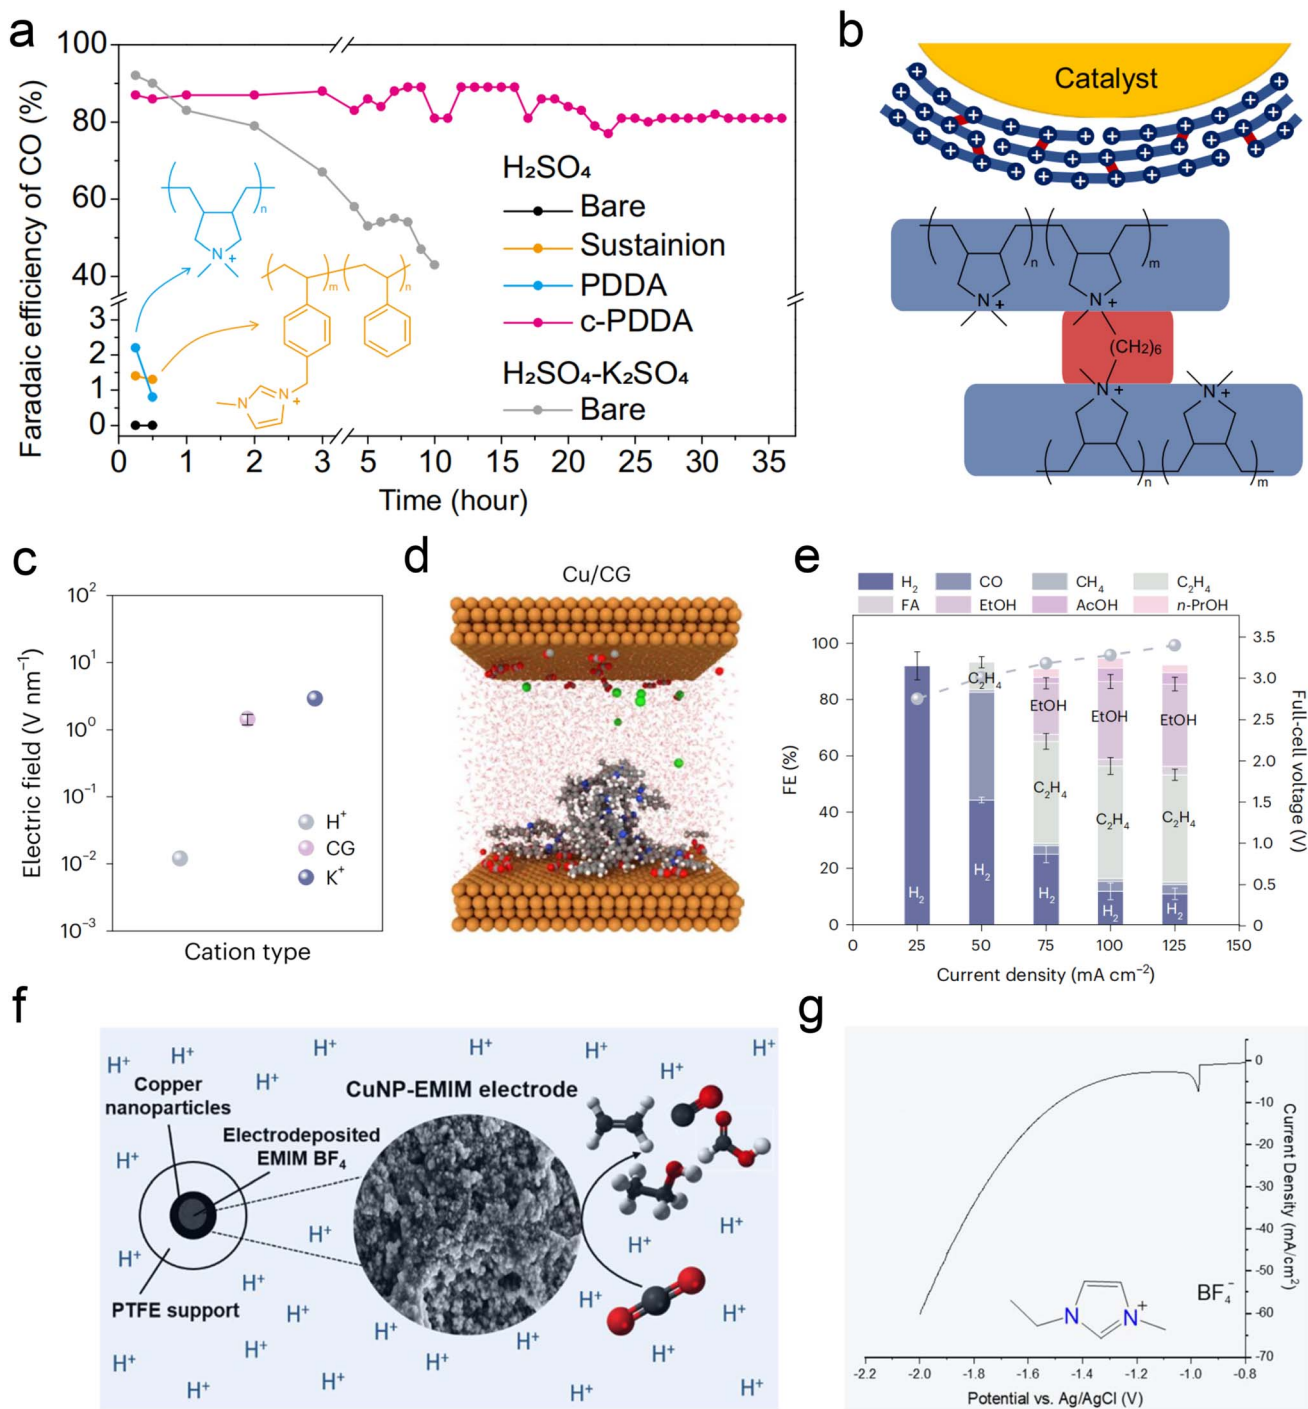 a
100
80
60
40
3
2
1
0
Faradaic efficiency of CO (%)
0 1 2 3 5 10 15 20 25 30 35
Time (hour)
H₂SO₄
Bare
Sustainion
PDDA
c-PDDA
H₂SO₄-K₂SO₄
Bare
n
N
+
m n
N
N
+
b
Catalyst
+ + + + + + + + + + + + + + + + + + + + + + + + + + +
n m
N + N +
(CH₂)₆
N + N +
n m
c
10²
10¹
10⁰
10⁻¹
10⁻²
10⁻³
Electric field (V nm⁻¹)
H⁺
CG
K⁺
Cation type
d
Cu/CG
e
H₂ CO CH₄ C₂H₄
FA EtOH AcOH n-PrOH
100
80
60
40
20
0
FE (%)
3.5
3.0
2.5
2.0
1.5
1.0
0.5
0
Full-cell voltage (V)
C₂H₄
EtOH EtOH EtOH
C₂H₄ C₂H₄ C₂H₄
H₂ H₂ H₂ H₂ H₂
0 25 50 75 100 125 150
Current density (mA cm⁻²)
f
H⁺ H⁺ H⁺ H⁺ H⁺ H⁺
H⁺ H⁺
Copper
nanoparticles
CuNP-EMIM electrode
Electrodeposited
EMIM BF₄
H⁺
H⁺ H⁺ H⁺
H⁺ H⁺
PTFE support
H⁺ H⁺ H⁺
H⁺ H⁺ H⁺
H⁺ H⁺ H⁺
H⁺ H⁺ H⁺ H⁺
g
0
-10
-20
-30
-40
-50
-60
-70
Current Density (mA/cm²)
N
N
+
BF₄⁻
-2.2 -2.0 -1.8 -1.6 -1.4 -1.2 -1.0 -0.8
Potential vs. Ag/AgCl (V)